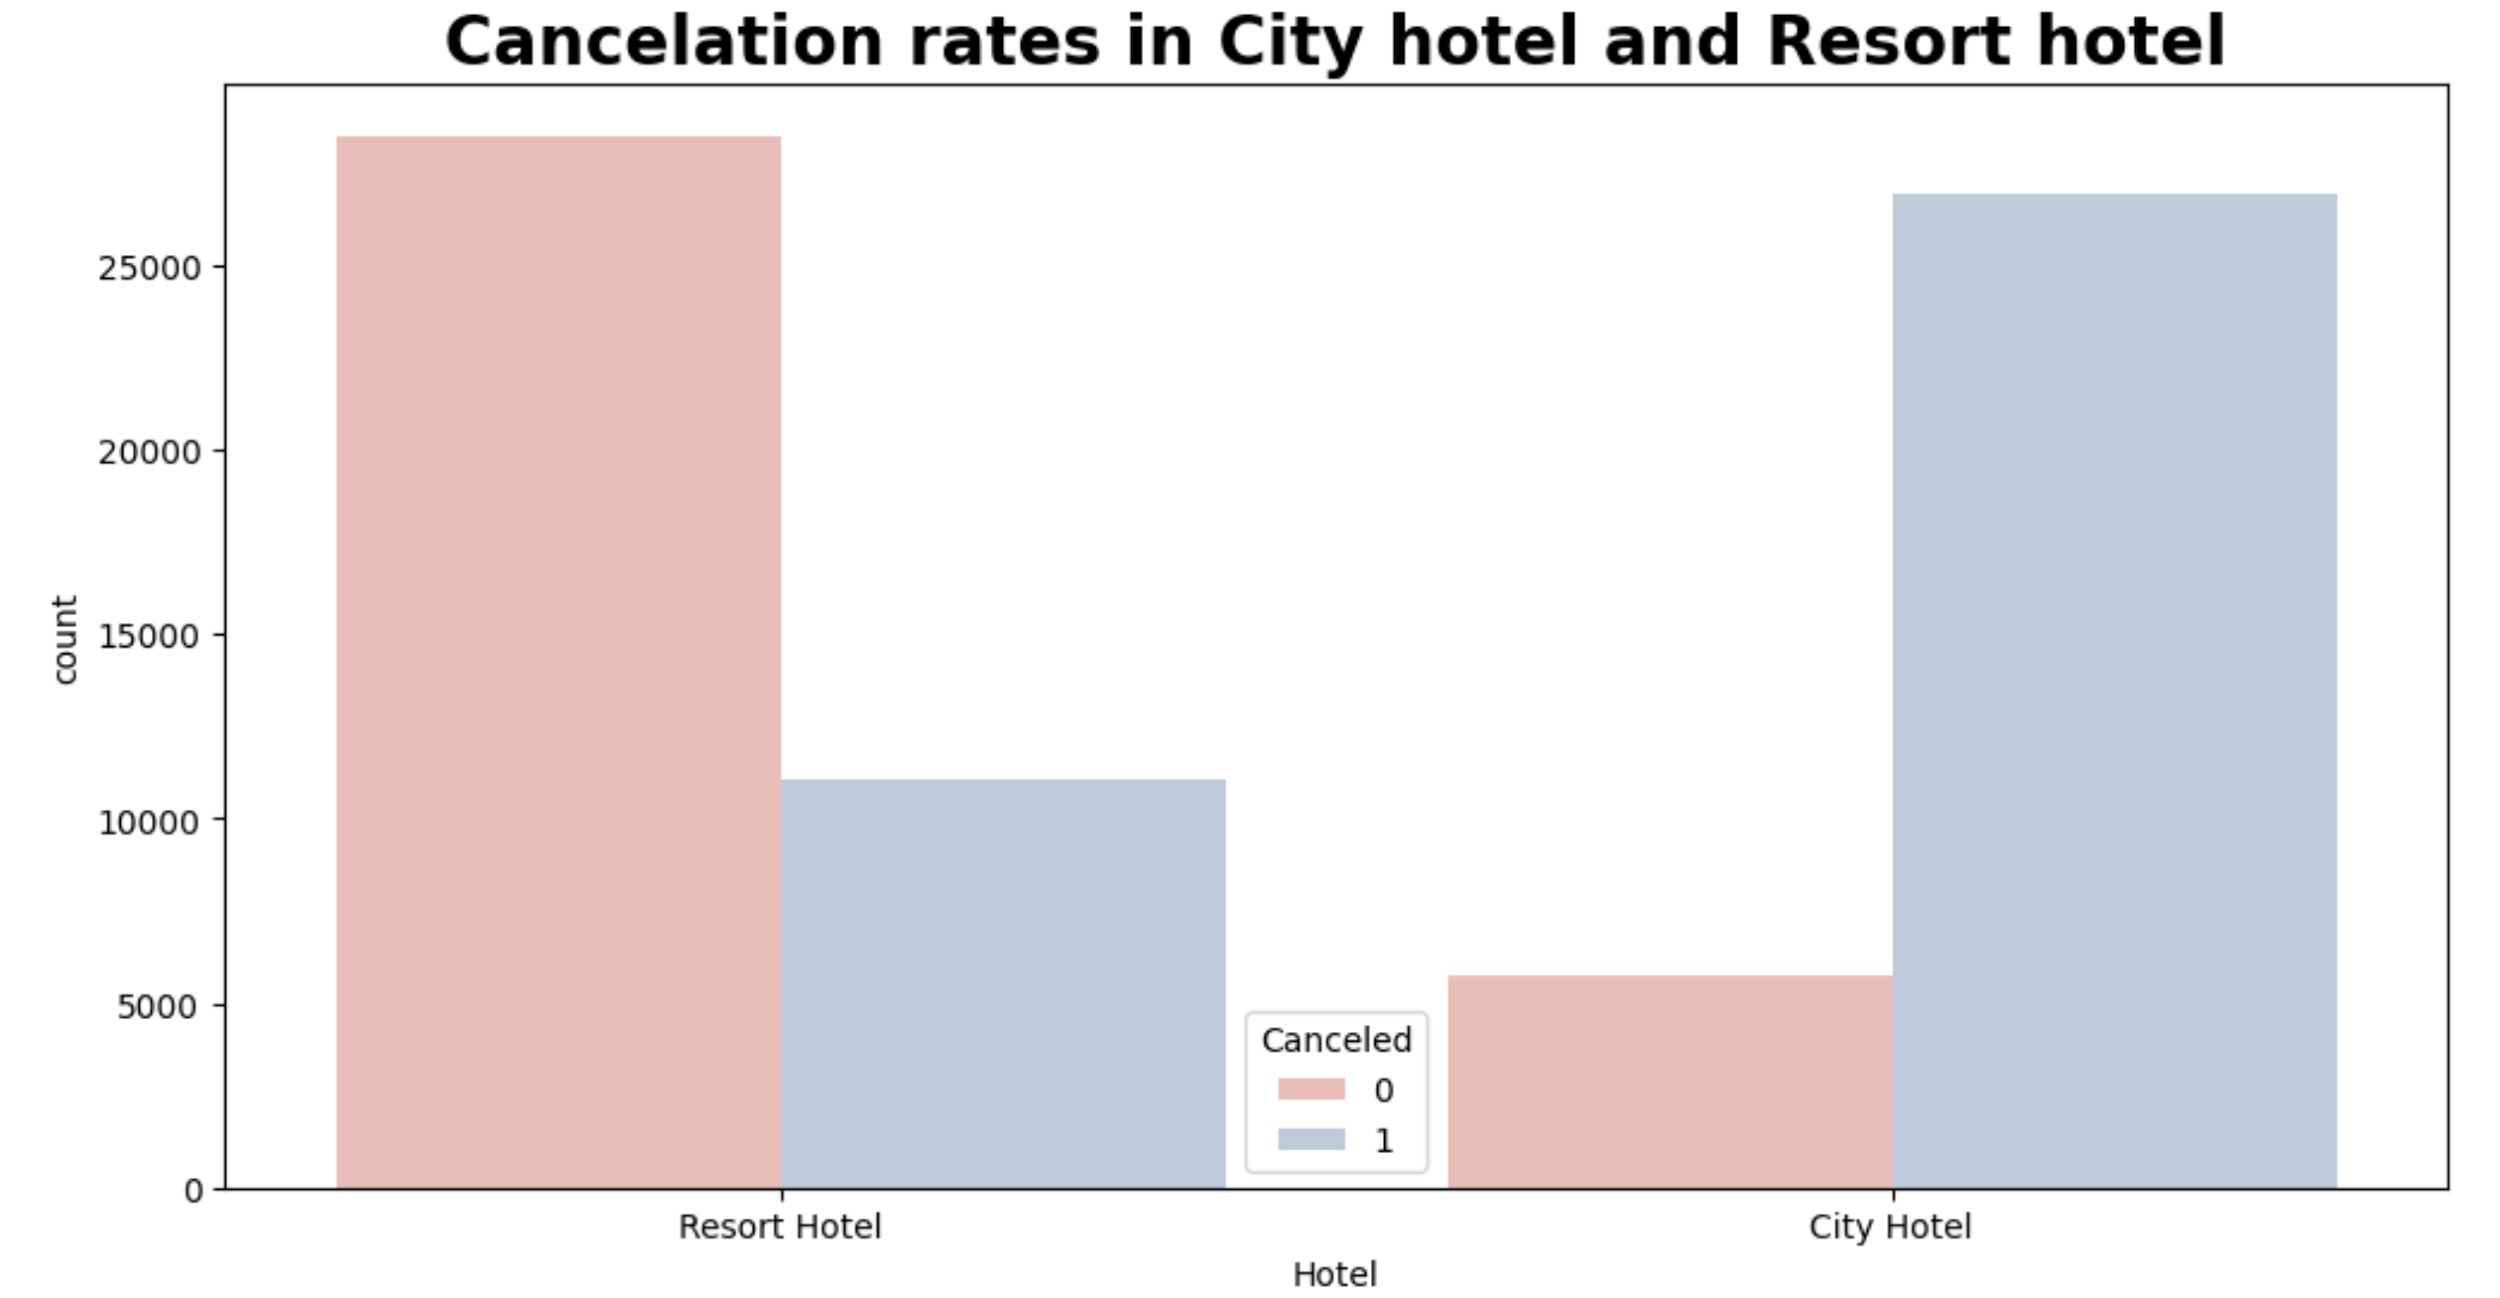 Cancelation rates in City hotel and Resort hotel
count
25000
20000
15000
10000
5000
0
Canceled
0
1
Resort Hotel
City Hotel
Hotel